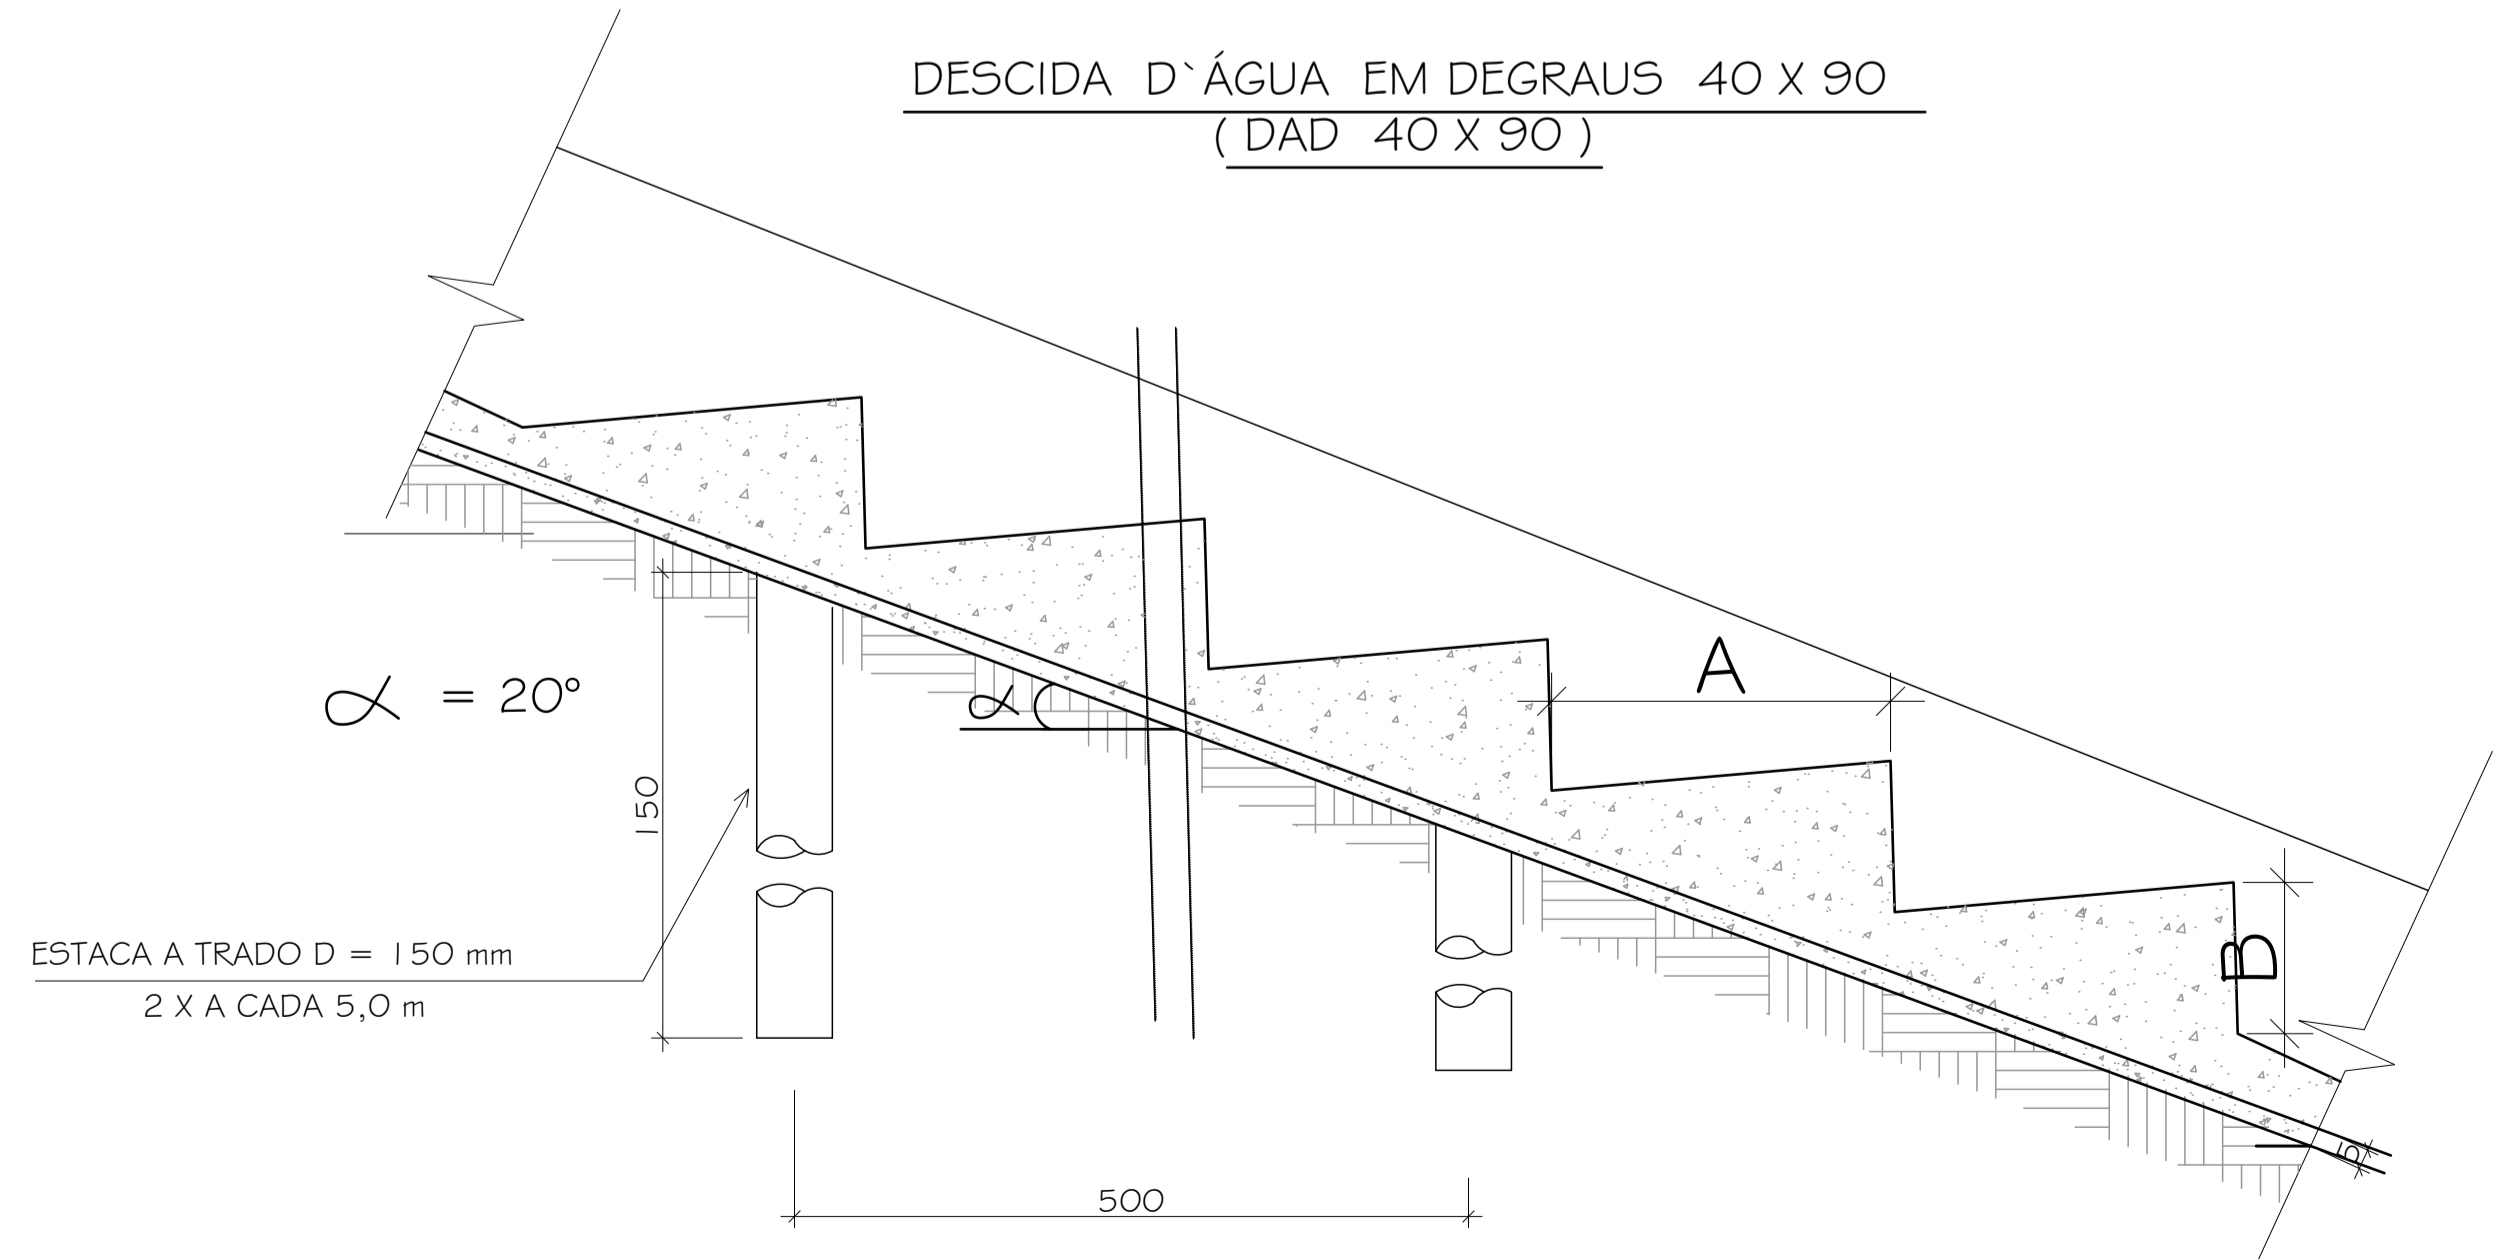 DESCIDA D`ÁGUA EM DEGRAUS 40 X 90
( DAD 40 X 90 )
A
α = 20°
α
150
B
ESTACA A TRADO D = 150 mm
2 X A CADA 5,0 m
5
500